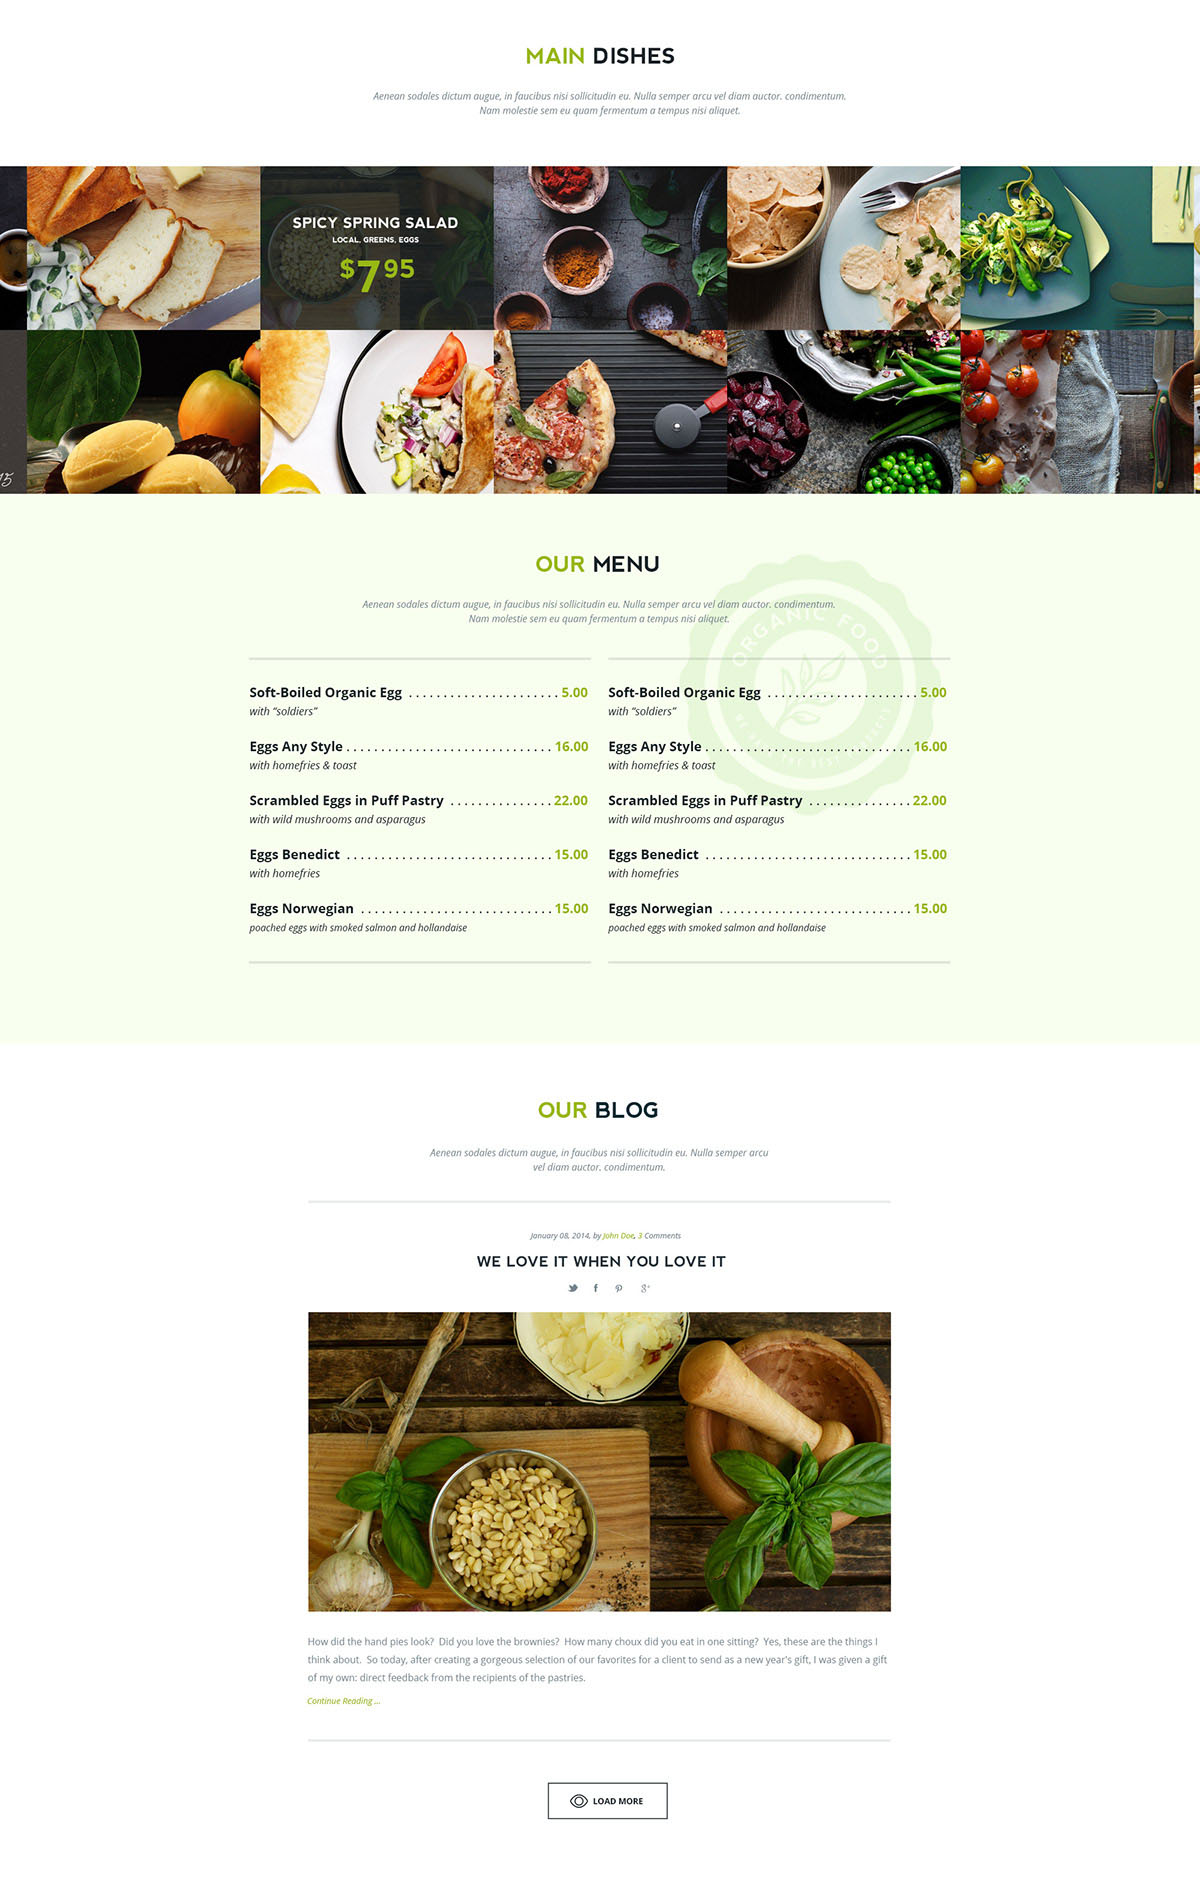 MAIN DISHES
Aenean sodales dictum augue, in faucibus nisi sollicitudin eu. Nulla semper arcu vel diam auctor. condimentum.
Nam molestie sem eu quam fermentum a tempus nisi aliquet.
SPICY SPRING SALAD
LOCAL, GREENS, EGGS
$7 95
15
OUR MENU
Aenean sodales dictum augue, in faucibus nisi sollicitudin eu. Nulla semper arcu vel diam auctor. condimentum.
Nam molestie sem eu quam fermentum a tempus nisi aliquet.
ORGANIC FOOD
Soft-Boiled Organic Egg . . . . . . . . . . . . . . . . . . . . . . 5.00
with “soldiers”
Eggs Any Style . . . . . . . . . . . . . . . . . . . . . . . . . . . . . . 16.00
with homefries & toast
Scrambled Eggs in Puff Pastry . . . . . . . . . . . . . . . 22.00
with wild mushrooms and asparagus
Eggs Benedict . . . . . . . . . . . . . . . . . . . . . . . . . . . . . . 15.00
with homefries
Eggs Norwegian . . . . . . . . . . . . . . . . . . . . . . . . . . . . 15.00
poached eggs with smoked salmon and hollandaise
Soft-Boiled Organic Egg . . . . . . . . . . . . . . . . . . . . . . 5.00
with “soldiers”
Eggs Any Style . . . . . . . . . . . . . . . . . . . . . . . . . . . . . . 16.00
with homefries & toast
Scrambled Eggs in Puff Pastry . . . . . . . . . . . . . . . 22.00
with wild mushrooms and asparagus
Eggs Benedict . . . . . . . . . . . . . . . . . . . . . . . . . . . . . . 15.00
with homefries
Eggs Norwegian . . . . . . . . . . . . . . . . . . . . . . . . . . . . 15.00
poached eggs with smoked salmon and hollandaise
OUR BLOG
Aenean sodales dictum augue, in faucibus nisi sollicitudin eu. Nulla semper arcu
vel diam auctor. condimentum.
January 08, 2014, by John Doe, 3 Comments
WE LOVE IT WHEN YOU LOVE IT
How did the hand pies look? Did you love the brownies? How many choux did you eat in one sitting? Yes, these are the things I
think about. So today, after creating a gorgeous selection of our favorites for a client to send as a new year's gift, I was given a gift
of my own: direct feedback from the recipients of the pastries.
Continue Reading ...
LOAD MORE